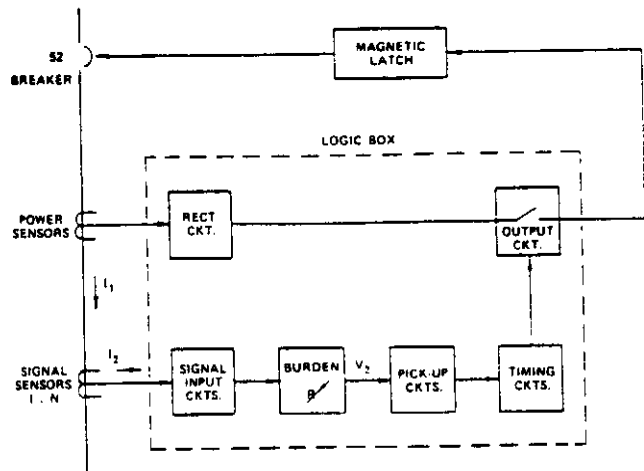 52
BREAKER
MAGNETIC
LATCH
LOGIC BOX
POWER
SENSORS
RECT
CKT.
OUTPUT
CKT.
I₁
I₂
SIGNAL
SENSORS
I . N
SIGNAL
INPUT
CKTS.
BURDEN
R
V₂
PICK-UP
CKTS.
TIMING
CKTS.